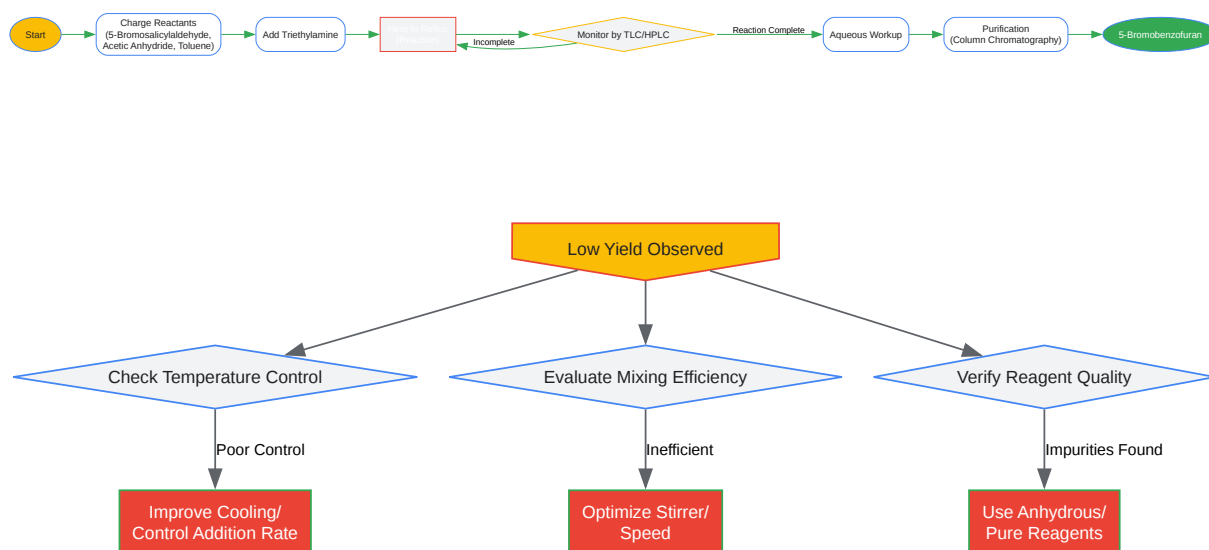 Start
Charge Reactants
(5-Bromosalicylaldehyde,
Acetic Anhydride, Toluene)
Add Triethylamine
Incomplete
Monitor by TLC/HPLC
Reaction Complete
Aqueous Workup
Purification
(Column Chromatography)
5-Bromobenzofuran
Low Yield Observed
Check Temperature Control
Evaluate Mixing Efficiency
Verify Reagent Quality
Poor Control
Inefficient
Impurities Found
Improve Cooling/
Control Addition Rate
Optimize Stirrer/
Speed
Use Anhydrous/
Pure Reagents